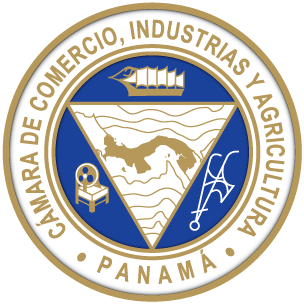 CÁMARA DE COMERCIO, INDUSTRIAS Y AGRICULTURA
• PANAMÁ •